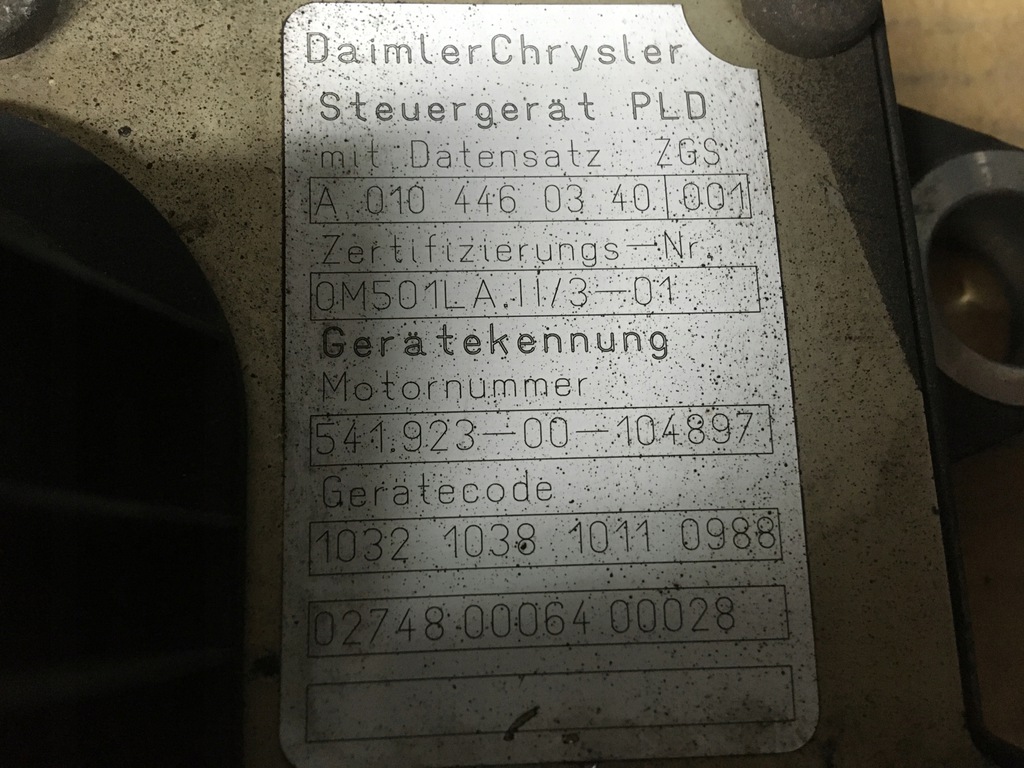 DaimlerChrysler
Steuergerät PLD
mit Datensatz ZGS
A 010 446 03 40 001
Zertifizierungs-Nr.
OM501LA.II/3-01
Gerätekennung
Motornummer
541.923-00-104897
Gerätecode
1032 1038 1011 0988
02748 00064 00028